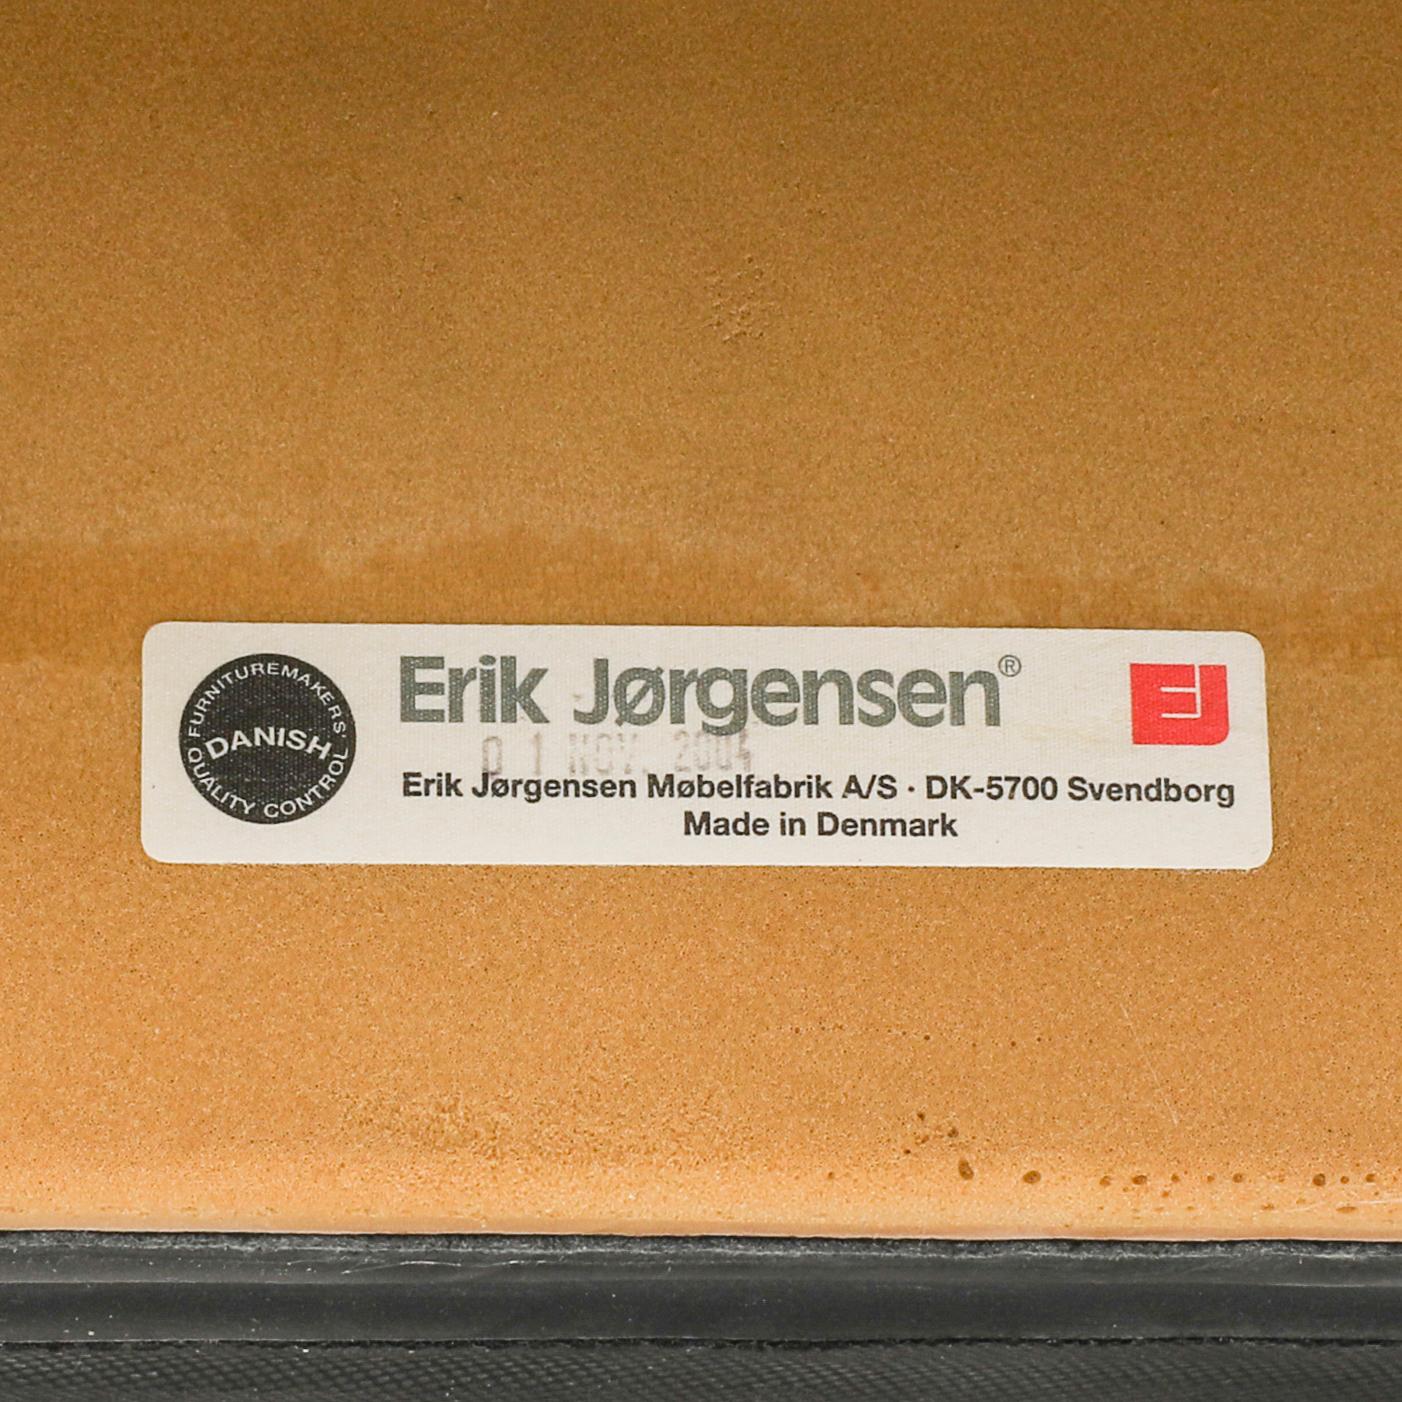 FURNITUREMAKERS'
DANISH
QUALITY CONTROL
Erik Jørgensen®
EJ
01 NOV. 2004
Erik Jørgensen Møbelfabrik A/S · DK-5700 Svendborg
Made in Denmark